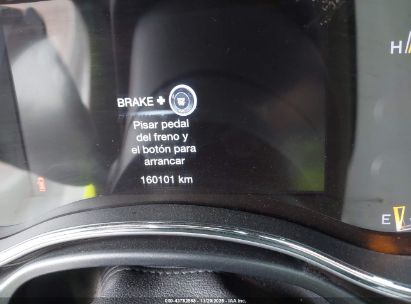 H
BRAKE +
Pisar pedal
del freno y
el botón para
arrancar
160101 km
E